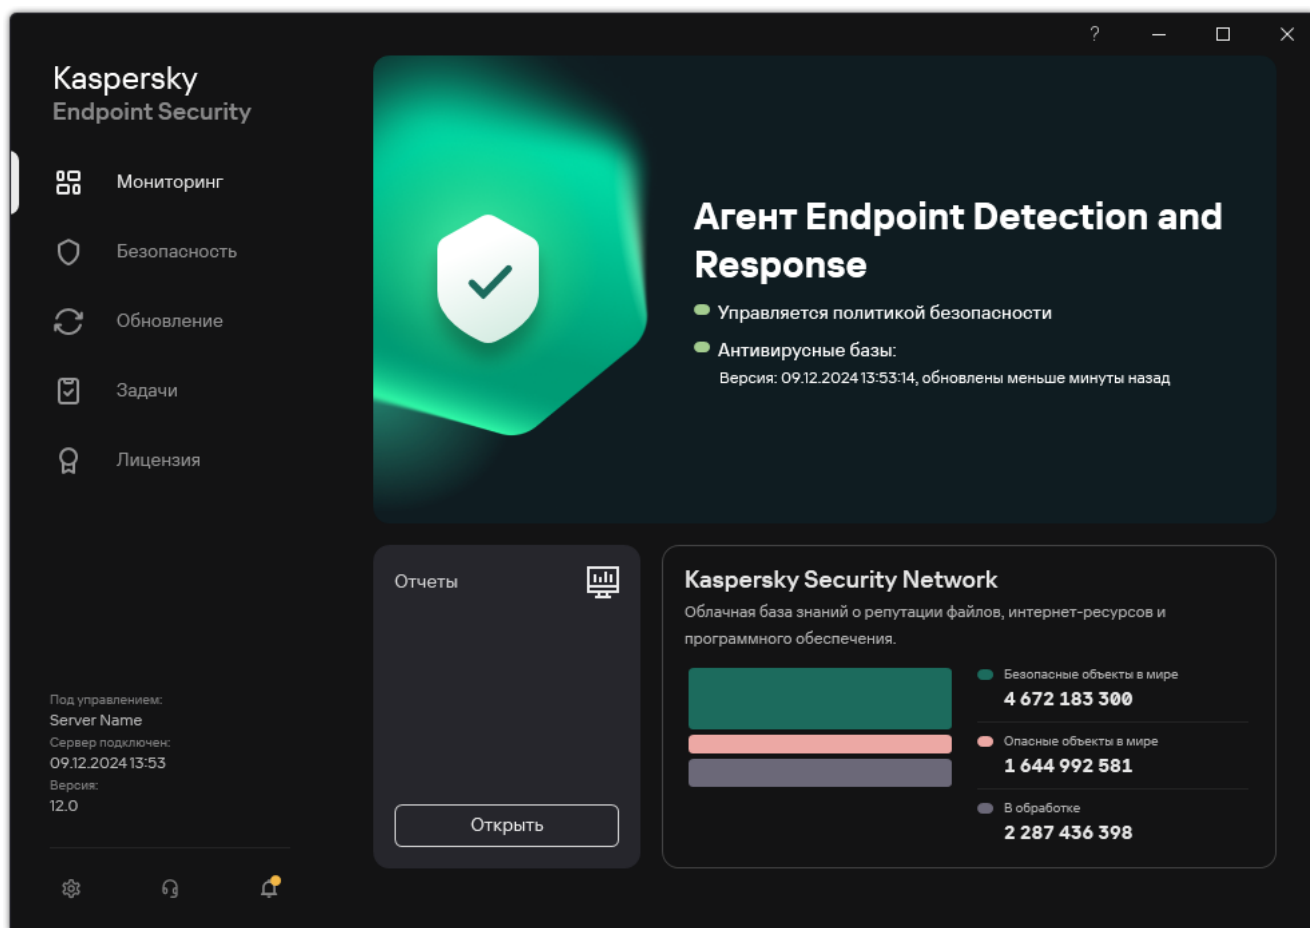 ?
Kaspersky
Endpoint Security
Мониторинг
Безопасность
Обновление
Задачи
Лицензия
Под управлением:
Server Name
Сервер подключен:
09.12.2024 13:53
Версия:
12.0
Агент Endpoint Detection and
Response
Управляется политикой безопасности
Антивирусные базы:
Версия: 09.12.2024 13:53:14, обновлены меньше минуты назад
Отчеты
Открыть
Kaspersky Security Network
Облачная база знаний о репутации файлов, интернет-ресурсов и
программного обеспечения.
Безопасные объекты в мире
4 672 183 300
Опасные объекты в мире
1 644 992 581
В обработке
2 287 436 398